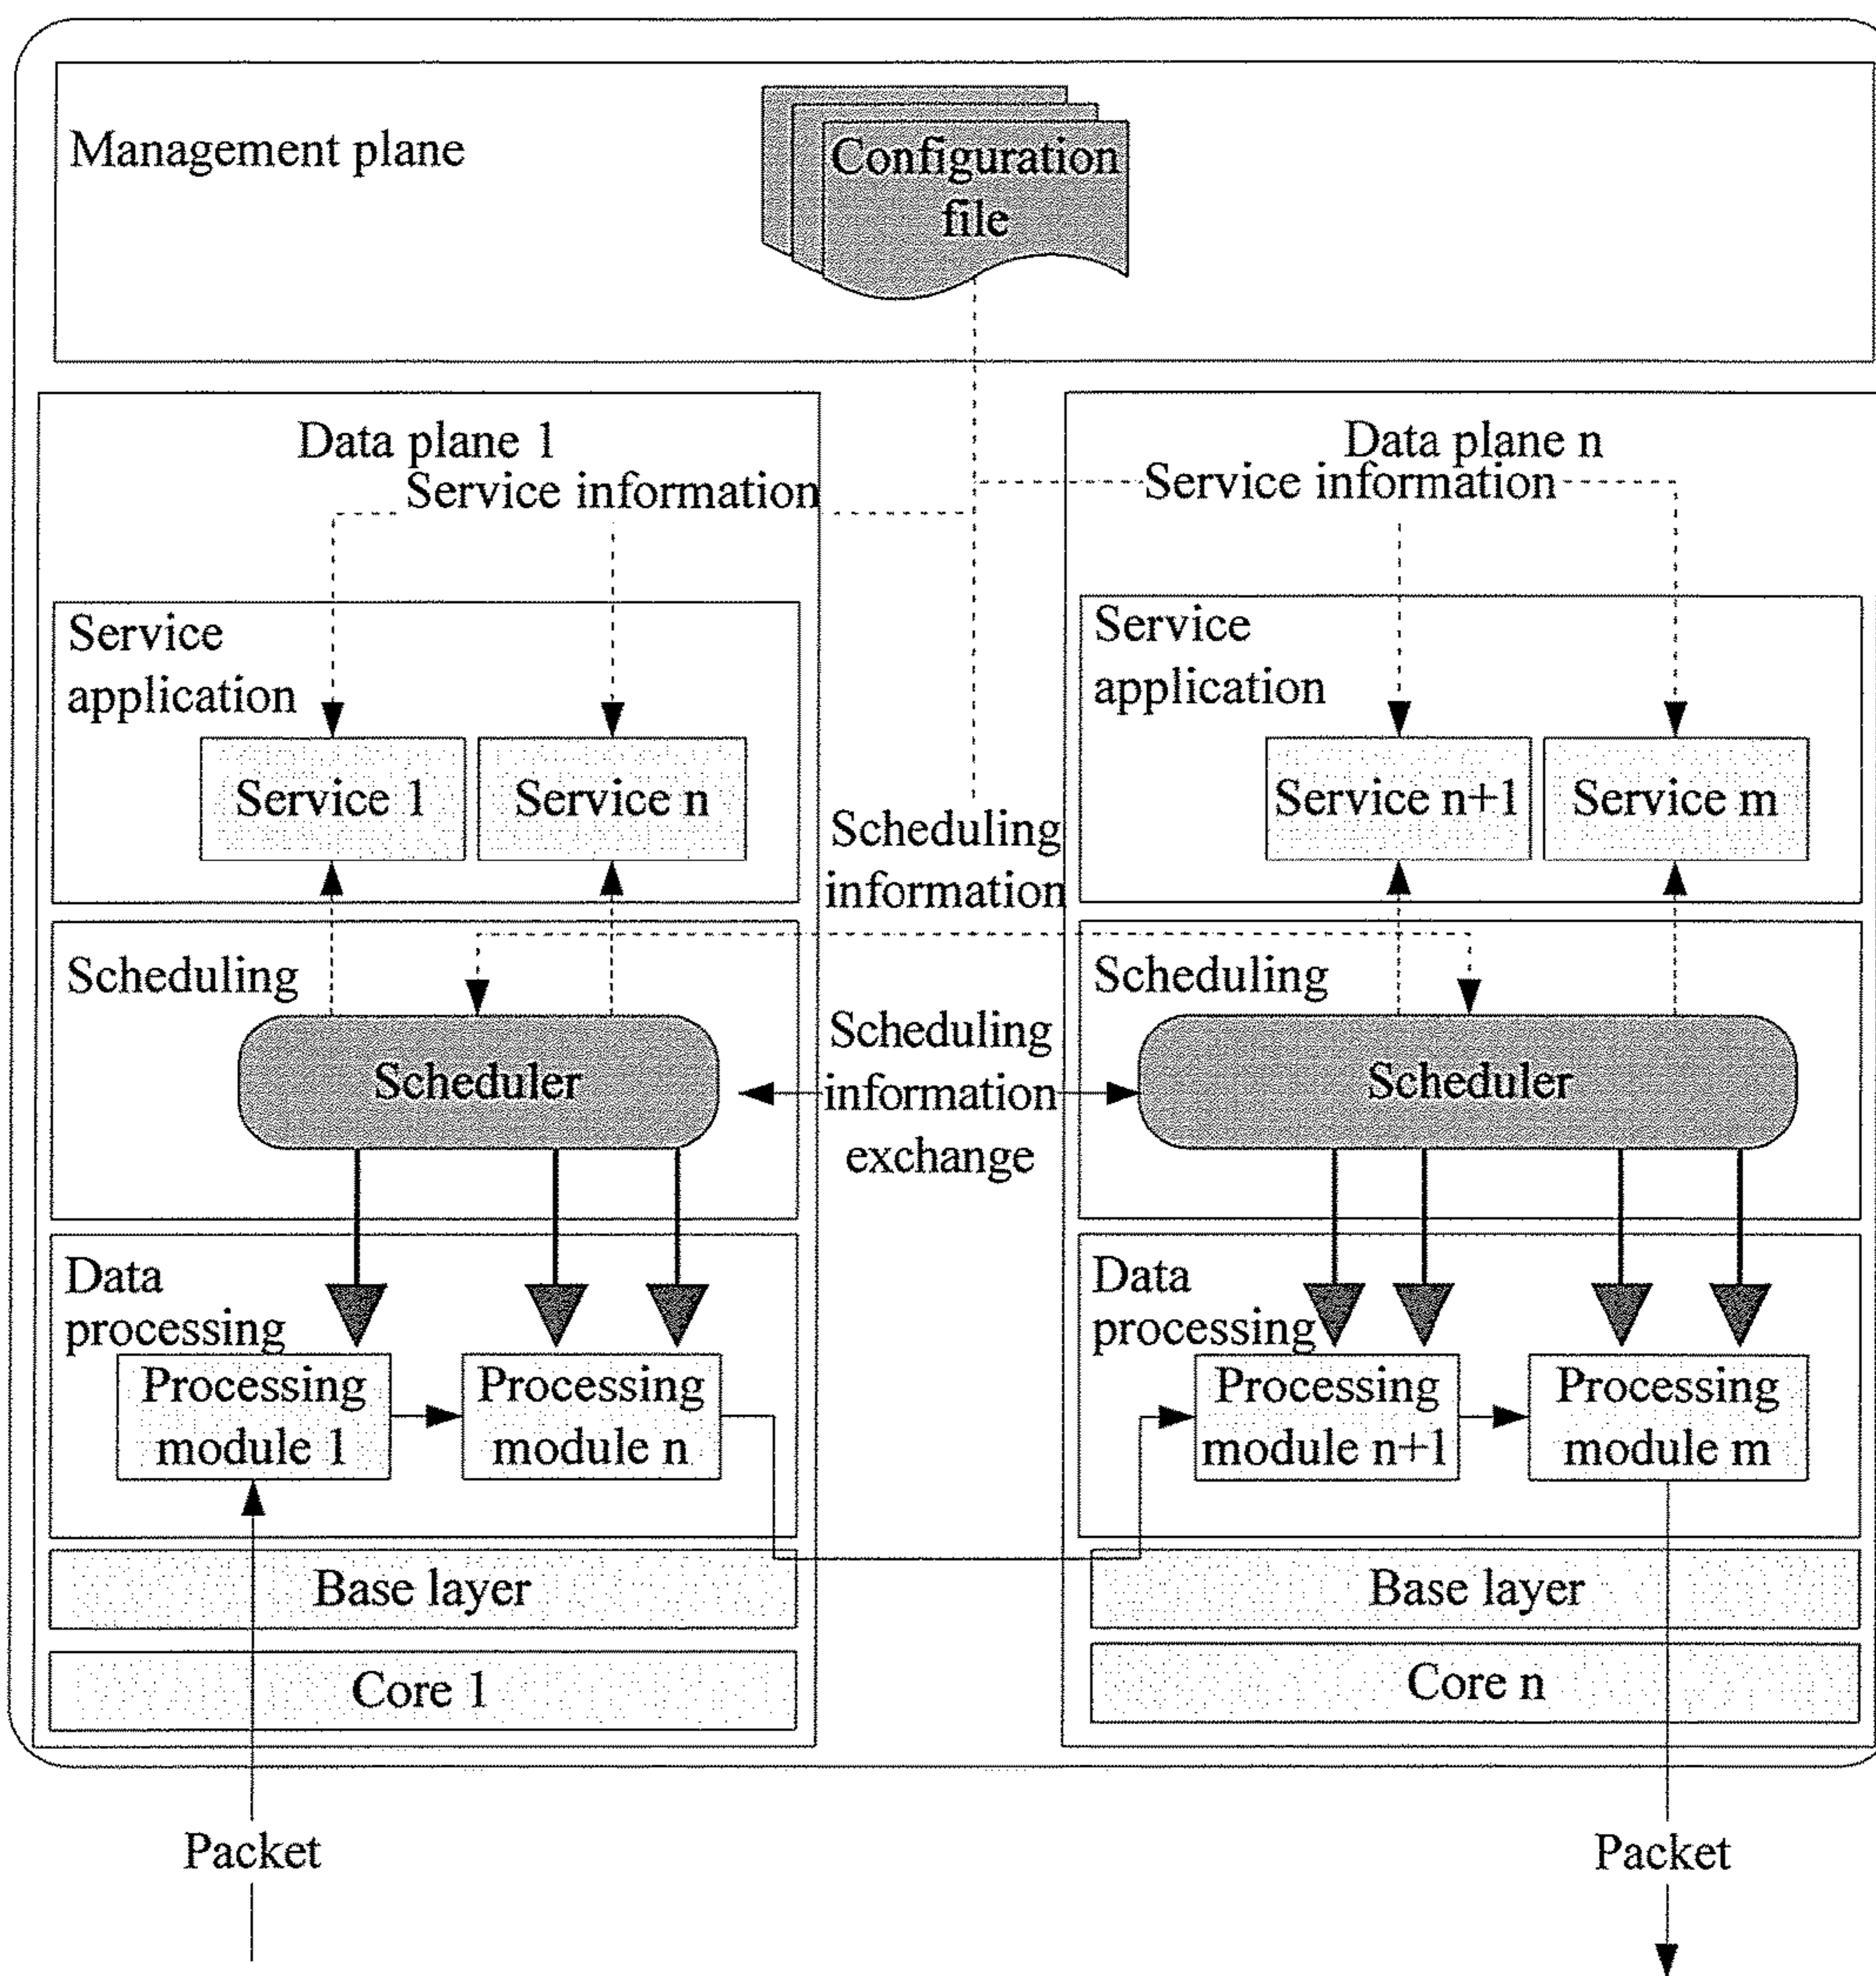 Management plane
Configuration
file
Data plane 1
Service information
Data plane n
Service information
Service
application
Service 1
Service n
Service
application
Service n+1
Service m
Scheduling
information
Scheduling
Scheduler
Scheduling
information
exchange
Scheduling
Scheduler
Data
processing
Processing
module 1
Processing
module n
Data
processing
Processing
module n+1
Processing
module m
Base layer
Base layer
Core 1
Core n
Packet
Packet